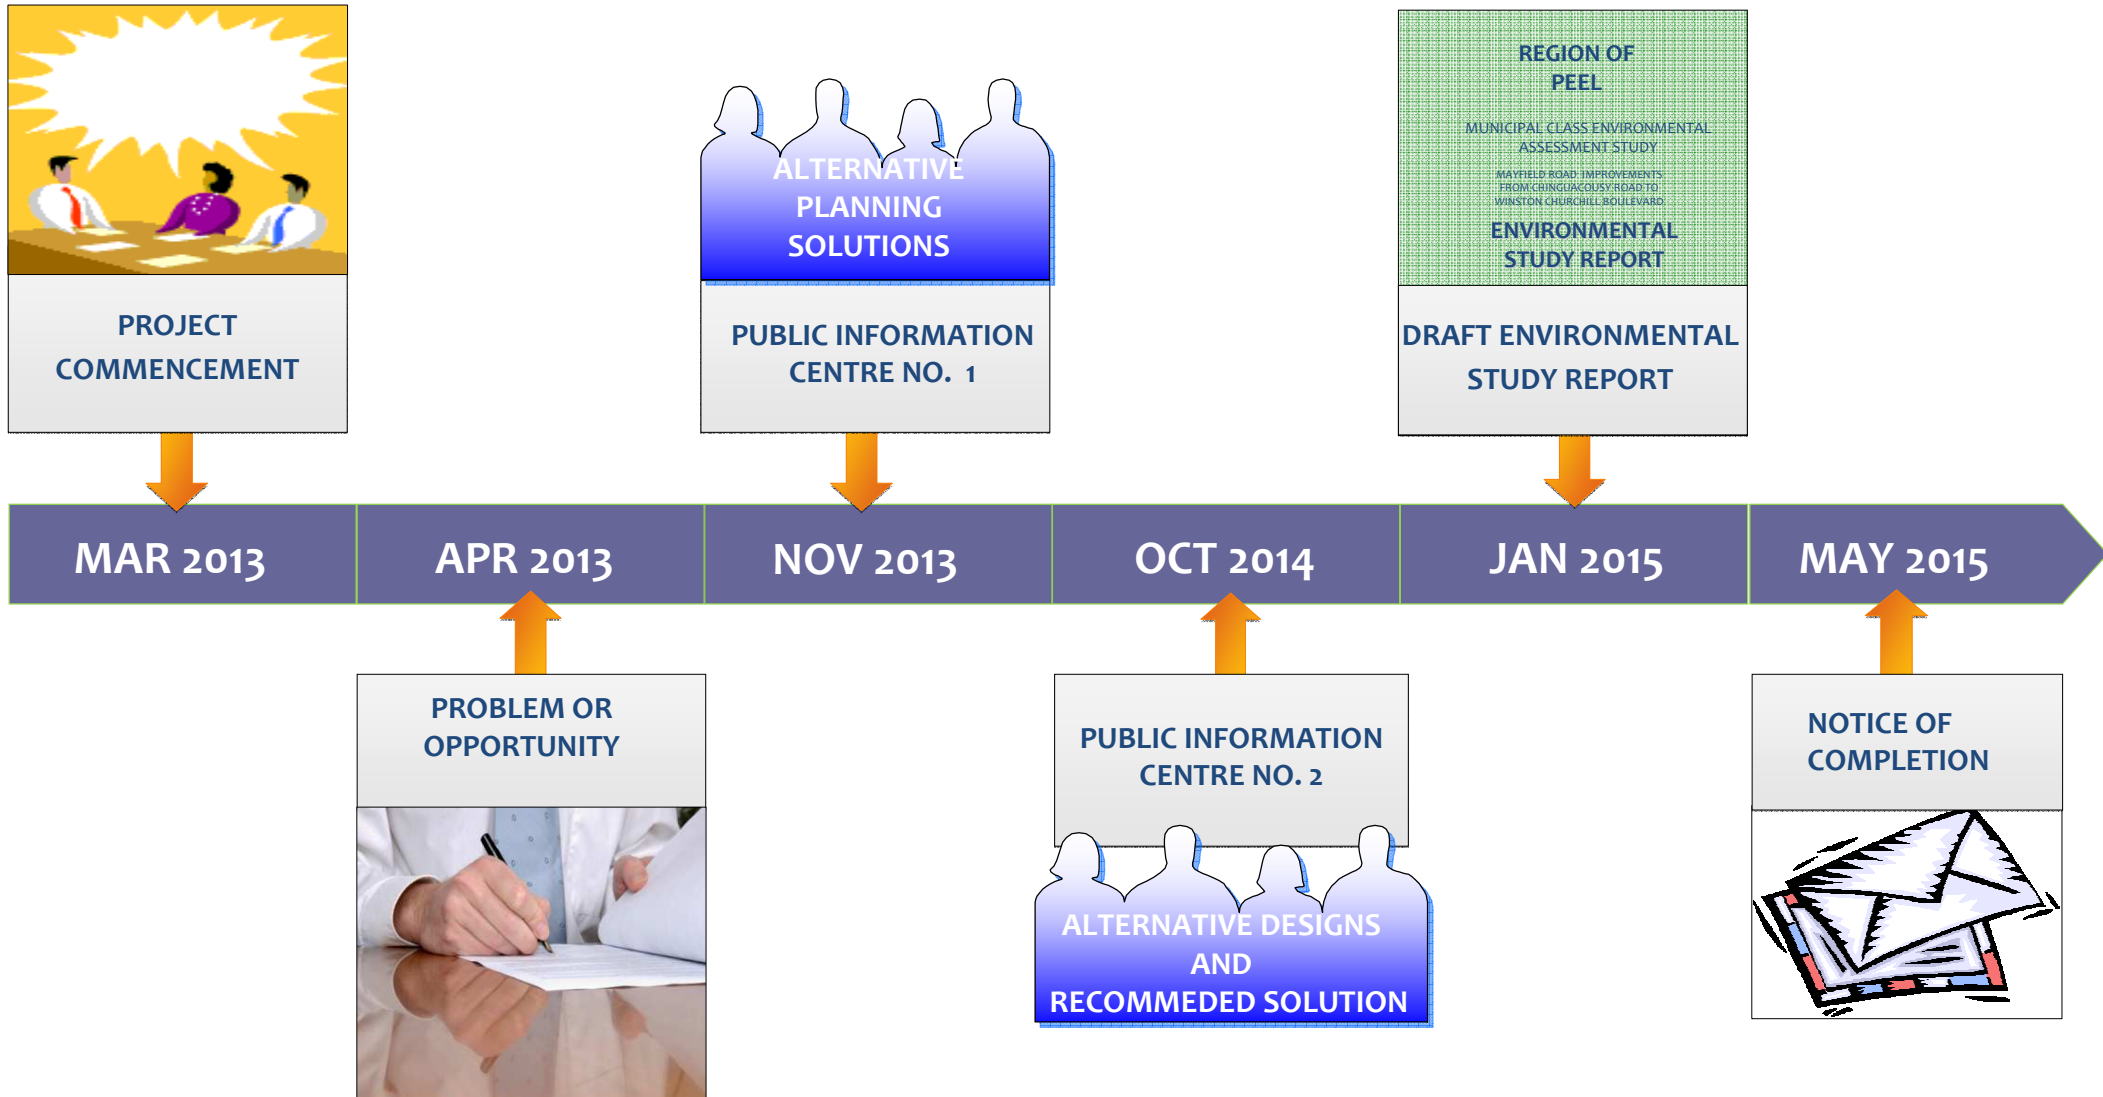 PROJECT
COMMENCEMENT
ALTERNATIVE
PLANNING
SOLUTIONS
PUBLIC INFORMATION
CENTRE NO. 1
REGION OF
PEEL
MUNICIPAL CLASS ENVIRONMENTAL
ASSESSMENT STUDY
MAYFIELD ROAD IMPROVEMENTS
FROM CHINGUACOUSY ROAD TO
WINSTON CHURCHILL BOULEVARD
ENVIRONMENTAL
STUDY REPORT
DRAFT ENVIRONMENTAL
STUDY REPORT
MAR 2013
APR 2013
NOV 2013
OCT 2014
JAN 2015
MAY 2015
PROBLEM OR
OPPORTUNITY
PUBLIC INFORMATION
CENTRE NO. 2
ALTERNATIVE DESIGNS
AND
RECOMMEDED SOLUTION
NOTICE OF
COMPLETION